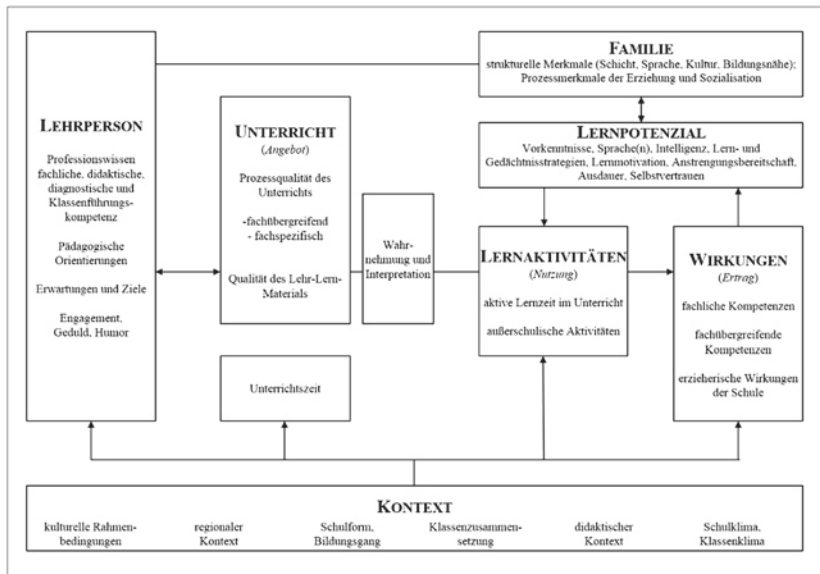 FAMILIE
strukturelle Merkmale (Schicht, Sprache, Kultur, Bildungsnähe);
Prozessmerkmale der Erziehung und Sozialisation
LEHRPERSON
Professionswissen
fachliche, didaktische,
diagnostische und
Klassenführungs-
kompetenz
Pädagogische
Orientierungen
Erwartungen und Ziele
Engagement,
Geduld, Humor
UNTERRICHT
(Angebot)
Prozessqualität des
Unterrichts
-fachübergreifend
- fachspezifisch
Qualität des Lehr-Lern-
Materials
LERNPOTENZIAL
Vorkenntnisse, Sprache(n), Intelligenz, Lern- und
Gedächtnisstrategien, Lernmotivation, Anstrengungsbereitschaft,
Ausdauer, Selbstvertrauen
Wahr-
nehmung und
Interpretation
LERNAKTIVITÄTEN
(Nutzung)
aktive Lernzeit im Unterricht
außerschulische Aktivitäten
WIRKUNGEN
(Ertrag)
fachliche Kompetenzen
fachübergreifende
Kompetenzen
erzieherische Wirkungen
der Schule
Unterrichtszeit
KONTEXT
kulturelle Rahmen-
bedingungen
regionaler
Kontext
Schulform,
Bildungsgang
Klassenzusammen-
setzung
didaktischer
Kontext
Schulklima,
Klassenklima